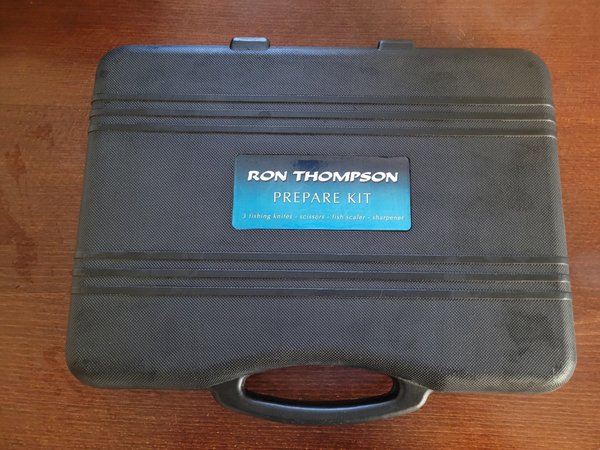 RON THOMPSON
PREPARE KIT
3 fishing knifes - scissors - fish scaler - sharpener